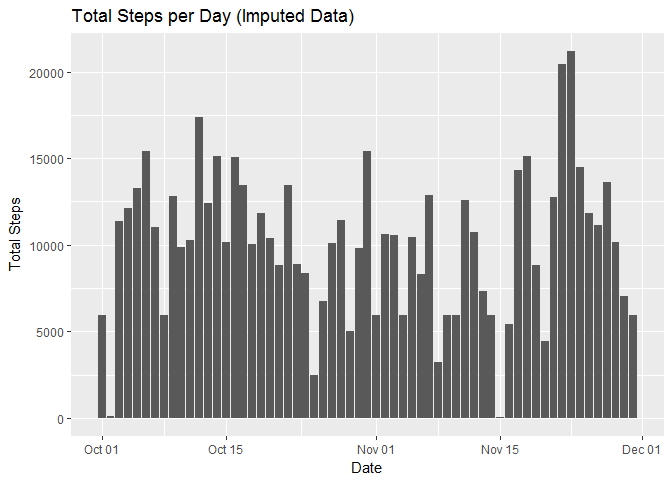 Total Steps per Day (Imputed Data)
Total Steps
20000
15000
10000
5000
0
Oct 01
Oct 15
Nov 01
Nov 15
Dec 01
Date